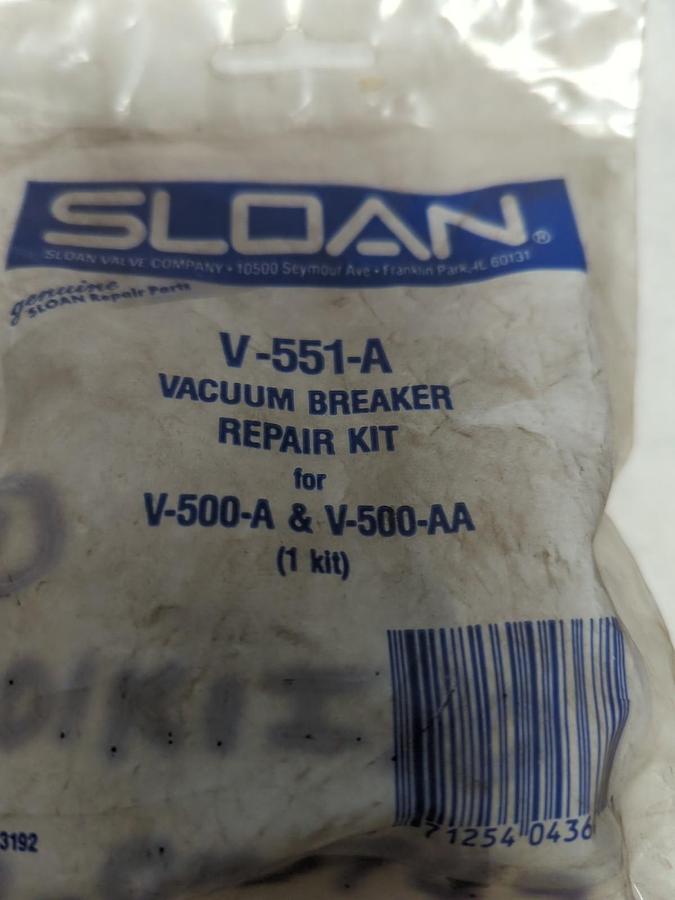 SLOAN®
SLOAN VALVE COMPANY • 10500 Seymour Ave • Franklin Park, IL 60131
genuine
SLOAN Repair Parts
V-551-A
VACUUM BREAKER
REPAIR KIT
for
V-500-A & V-500-AA
(1 kit)
71254 0436
3192